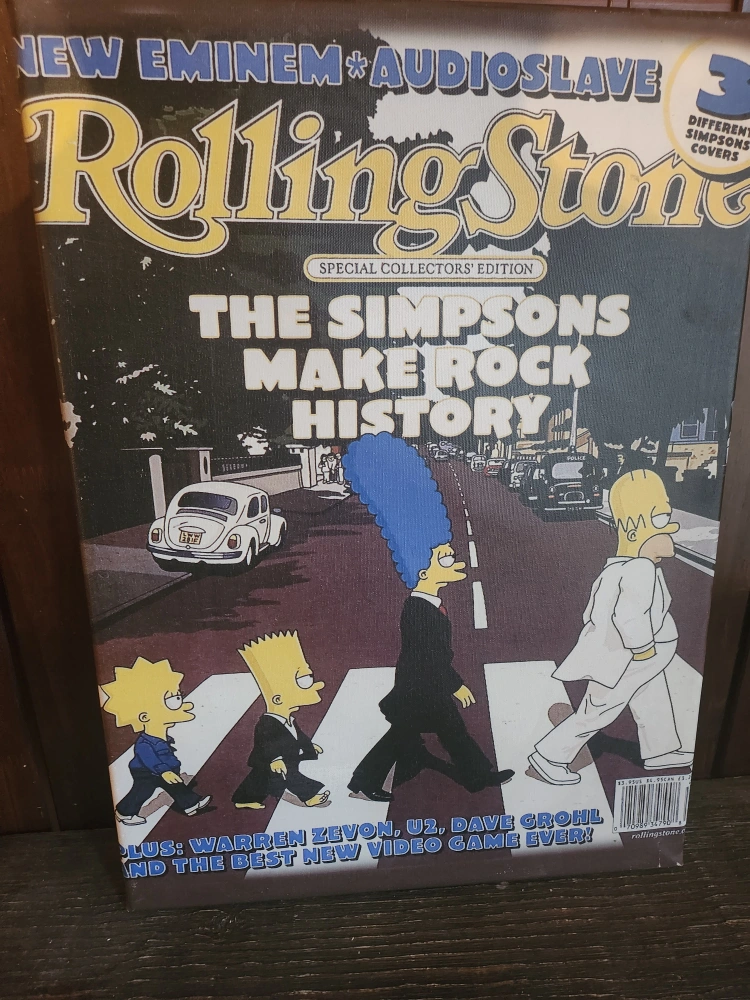 NEW EMINEM*AUDIOSLAVE
3
DIFFERENT
SIMPSONS
COVERS
RollingStone
SPECIAL COLLECTORS' EDITION
THE SIMPSONS
MAKE ROCK
HISTORY
POLICE
PLUS: WARREN ZEVON, U2, DAVE GROHL
AND THE BEST NEW VIDEO GAME EVER!
rollingstone.c